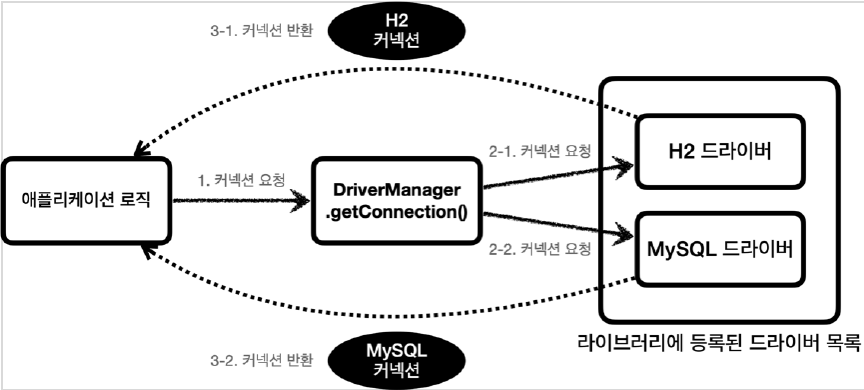 3-1. 커넥션 반환
H2
커넥션
애플리케이션 로직
1. 커넥션 요청
DriverManager
.getConnection()
2-1. 커넥션 요청
H2 드라이버
2-2. 커넥션 요청
MySQL 드라이버
라이브러리에 등록된 드라이버 목록
3-2. 커넥션 반환
MySQL
커넥션